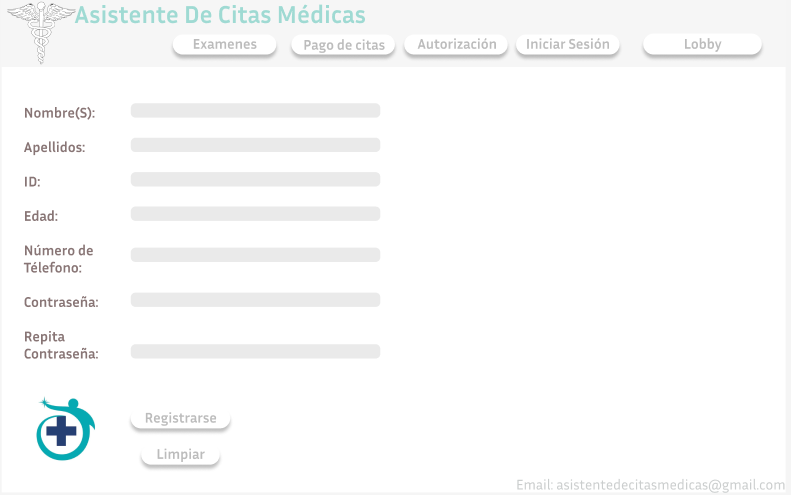 Asistente De Citas Médicas
Examenes
Pago de citas
Autorización
Iniciar Sesión
Lobby
Nombre(S):
Apellidos:
ID:
Edad:
Número de
Télefono:
Contraseña:
Repita
Contraseña:
Registrarse
Limpiar
Email: asistentedecitasmedicas@gmail.com